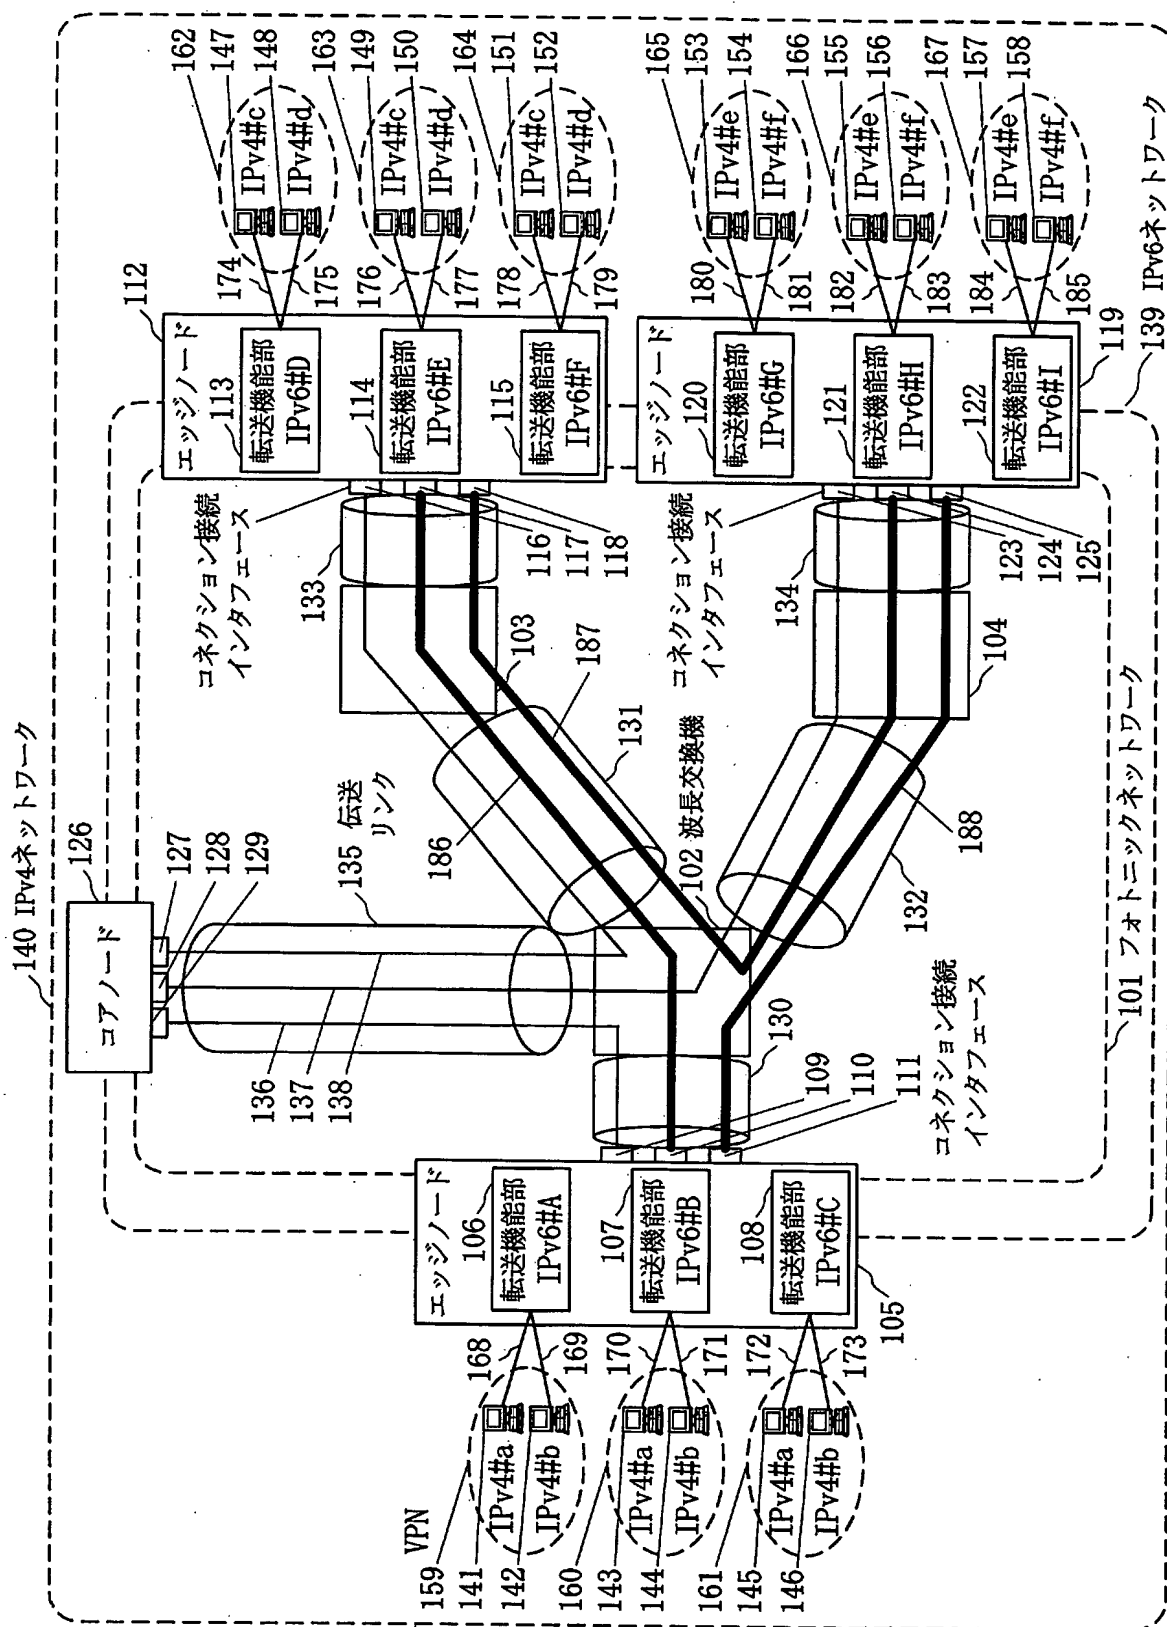 140 IPv4ネットワーク
126
コアノード
127
128
129
135 伝送
リンク
136
137
138
112
エッジノード
113
転送機能部
IPv6#D
114
転送機能部
IPv6#E
115
転送機能部
IPv6#F
コネクション接続
インタフェース
116
117
118
133
103
187
131
186
102 波長交換機
174
175
176
177
178
179
162
147
148
IPv4#c
IPv4#d
163
149
150
IPv4#c
IPv4#d
164
151
152
IPv4#c
IPv4#d
エッジノード
120
転送機能部
IPv6#G
121
転送機能部
IPv6#H
122
転送機能部
IPv6#I
119
コネクション接続
インタフェース
123
124
125
134
104
188
132
180
181
182
183
184
185
165
153
154
IPv4#e
IPv4#f
166
155
156
IPv4#e
IPv4#f
167
157
158
IPv4#e
IPv4#f
139 IPv6ネットワーク
101 フォトニックネットワーク
130
109
110
111
コネクション接続
インタフェース
エッジノード
106
転送機能部
IPv6#A
107
転送機能部
IPv6#B
108
転送機能部
IPv6#C
105
168
169
170
171
172
173
VPN
159
141
142
IPv4#a
IPv4#b
160
143
144
IPv4#a
IPv4#b
161
145
146
IPv4#a
IPv4#b